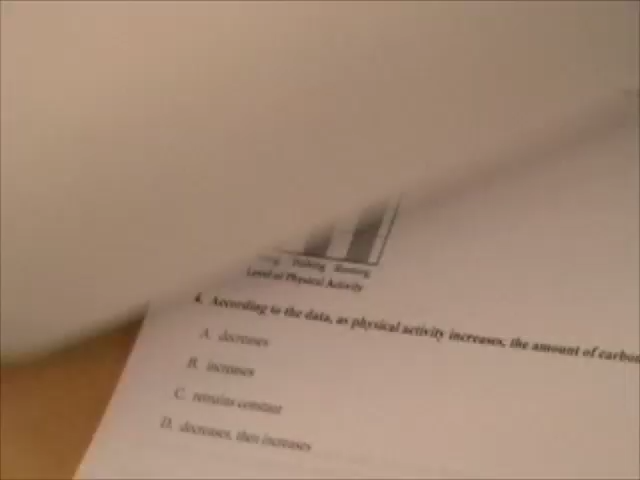 Walking Running
Level of Physical Activity
4. According to the data, as physical activity increases, the amount of carbon
A. decreases
B. increases
C. remains constant
D. decreases, then increases